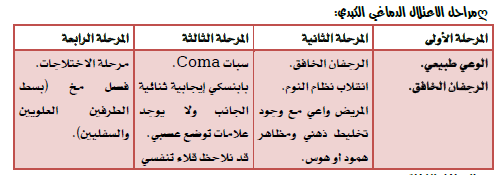 مراحل الاعتلال الدماغي الكبدي:
المرحلة الأولى
المرحلة الثانية
المرحلة الثالثة
المرحلة الرابعة
الوعي طبيعي.
الرجفان الخافق.
الرجفان الخافق.
انقلاب نظام النوم.
المريض واعي مع وجود
تخليط ذهني ومظاهر
همود او هوس.
سبات Coma.
بابنسكي إيجابية ثنائية
الجانب ولا يوجد
علامات توضع عصبي.
قد نلاحظ قلاء تنفسي
مرحلة الاختلاجات.
فصل مخ (بسط
الطرفين العلويين
والسفليين).